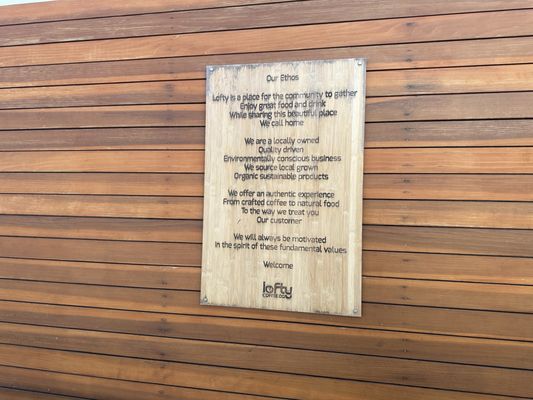 Our Ethos
Lofty is a place for the community to gather
Enjoy great food and drink
While sharing this beautiful place
We call home
We are a locally owned
Quality driven
Environmentally conscious business
We source local grown
Organic sustainable products
We offer an authentic experience
From crafted coffee to natural food
To the way we treat you
Our customer
We will always be motivated
In the spirit of these fundamental values
Welcome
lofty
COFFEE CO